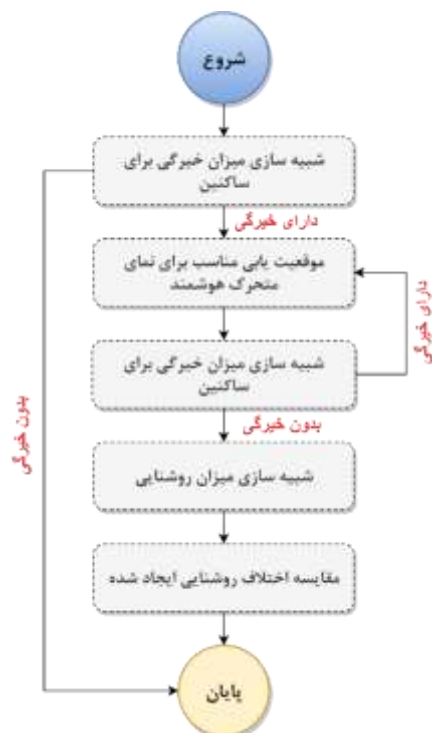 شروع
شبیه سازی میزان خیرگی برای
ساکنین
دارای خیرگی
موقعیت یابی مناسب برای نمای
متحرک هوشمند
دارای خیرگی
شبیه سازی میزان خیرگی برای
ساکنین
بدون خیرگی
بدون خیرگی
شبیه سازی میزان روشنایی
مقایسه اختلاف روشنایی ایجاد شده
پایان